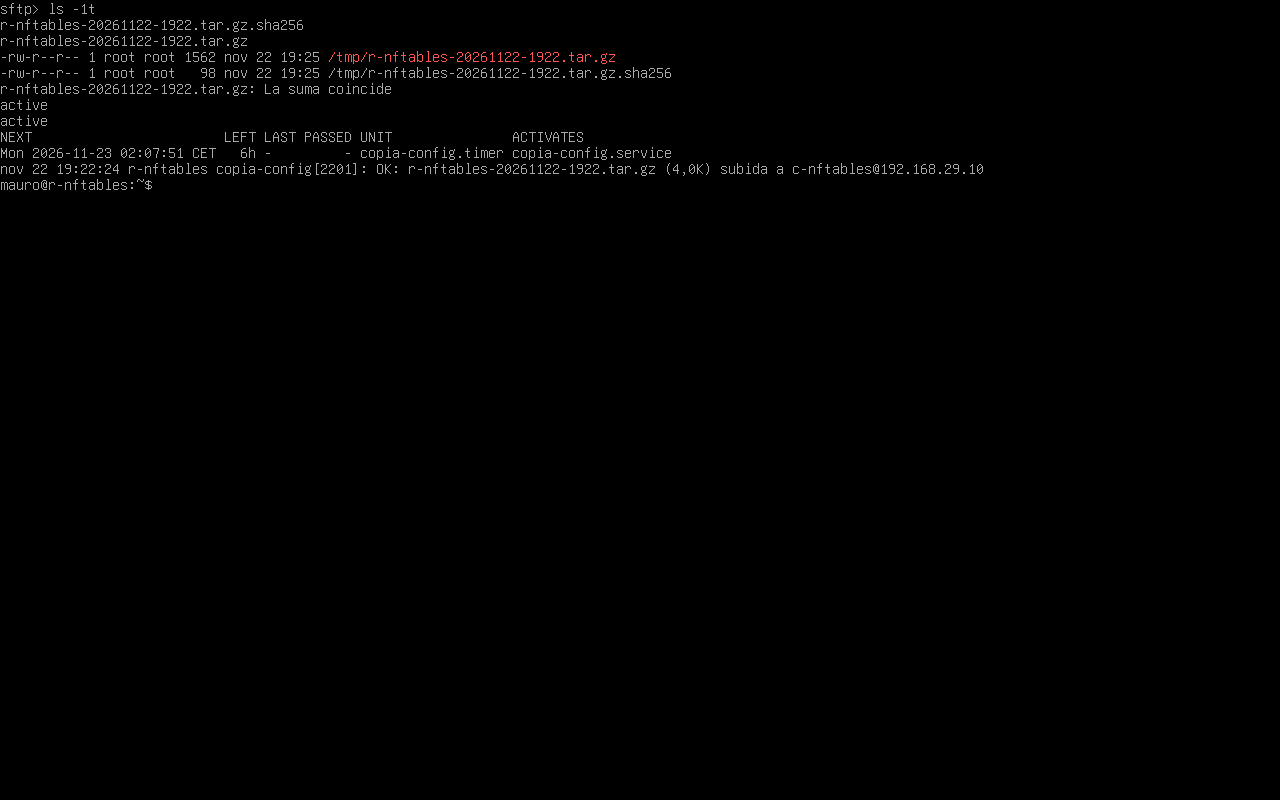 sftp> ls -1t
r-nftables-20261122-1922.tar.gz.sha256
r-nftables-20261122-1922.tar.gz
-rw-r--r-- 1 root root 1562 nov 22 19:25 /tmp/r-nftables-20261122-1922.tar.gz
-rw-r--r-- 1 root root   98 nov 22 19:25 /tmp/r-nftables-20261122-1922.tar.gz.sha256
r-nftables-20261122-1922.tar.gz: La suma coincide
active
active
NEXT                        LEFT LAST PASSED UNIT               ACTIVATES
Mon 2026-11-23 02:07:51 CET   6h -         - copia-config.timer copia-config.service
nov 22 19:22:24 r-nftables copia-config[2201]: OK: r-nftables-20261122-1922.tar.gz (4,0K) subida a c-nftables@192.168.29.10
mauro@r-nftables:~$